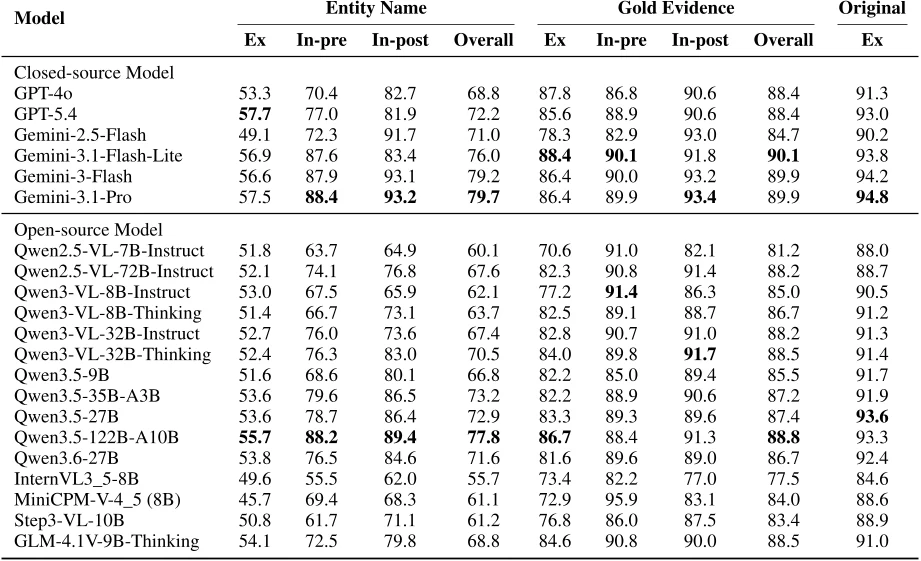 Model Entity Name Gold Evidence Original
Ex In-pre In-post Overall Ex In-pre In-post Overall Ex
Closed-source Model
GPT-4o 53.3 70.4 82.7 68.8 87.8 86.8 90.6 88.4 91.3
GPT-5.4 57.7 77.0 81.9 72.2 85.6 88.9 90.6 88.4 93.0
Gemini-2.5-Flash 49.1 72.3 91.7 71.0 78.3 82.9 93.0 84.7 90.2
Gemini-3.1-Flash-Lite 56.9 87.6 83.4 76.0 88.4 90.1 91.8 90.1 93.8
Gemini-3-Flash 56.6 87.9 93.1 79.2 86.4 90.0 93.2 89.9 94.2
Gemini-3.1-Pro 57.5 88.4 93.2 79.7 86.4 89.9 93.4 89.9 94.8
Open-source Model
Qwen2.5-VL-7B-Instruct 51.8 63.7 64.9 60.1 70.6 91.0 82.1 81.2 88.0
Qwen2.5-VL-72B-Instruct 52.1 74.1 76.8 67.6 82.3 90.8 91.4 88.2 88.7
Qwen3-VL-8B-Instruct 53.0 67.5 65.9 62.1 77.2 91.4 86.3 85.0 90.5
Qwen3-VL-8B-Thinking 51.4 66.7 73.1 63.7 82.5 89.1 88.7 86.7 91.2
Qwen3-VL-32B-Instruct 52.7 76.0 73.6 67.4 82.8 90.7 91.0 88.2 91.3
Qwen3-VL-32B-Thinking 52.4 76.3 83.0 70.5 84.0 89.8 91.7 88.5 91.4
Qwen3.5-9B 51.6 68.6 80.1 66.8 82.2 85.0 89.4 85.5 91.7
Qwen3.5-35B-A3B 53.6 79.6 86.5 73.2 82.2 88.9 90.6 87.2 91.9
Qwen3.5-27B 53.6 78.7 86.4 72.9 83.3 89.3 89.6 87.4 93.6
Qwen3.5-122B-A10B 55.7 88.2 89.4 77.8 86.7 88.4 91.3 88.8 93.3
Qwen3.6-27B 53.8 76.5 84.6 71.6 81.6 89.6 89.0 86.7 92.4
InternVL3_5-8B 49.6 55.5 62.0 55.7 73.4 82.2 77.0 77.5 84.6
MiniCPM-V-4_5 (8B) 45.7 69.4 68.3 61.1 72.9 95.9 83.1 84.0 88.6
Step3-VL-10B 50.8 61.7 71.1 61.2 76.8 86.0 87.5 83.4 88.9
GLM-4.1V-9B-Thinking 54.1 72.5 79.8 68.8 84.6 90.8 90.0 88.5 91.0